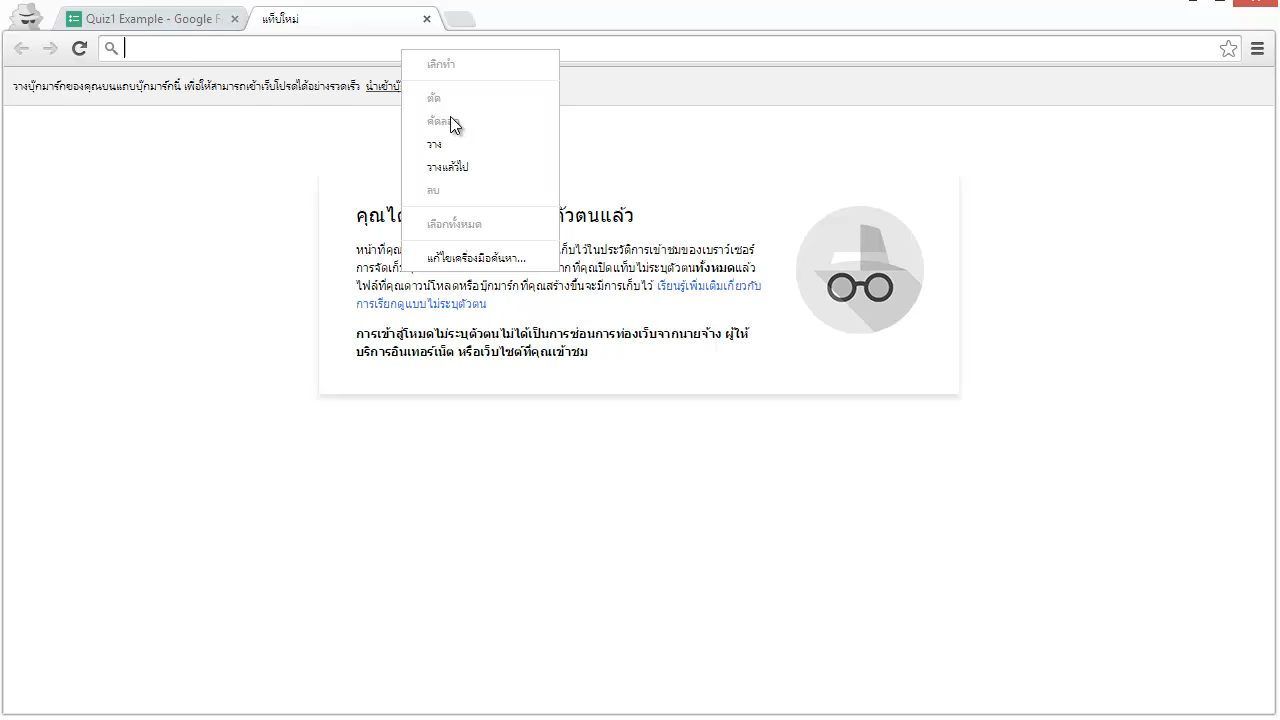 Quiz1 Example - Google F
แท็บใหม่
วางบุ๊กมาร์กของคุณบนแถบบุ๊กมาร์กนี้ เพื่อให้สามารถเข้าเว็บโปรดได้อย่างรวดเร็ว
เลิกทำ
ตัด
วาง
วางแล้วไป
ลบ
เลือกทั้งหมด
แก้ไขเครื่องมือค้นหา...
คุณได้ ตัวตนแล้ว
หน้าที่คุณ เก็บไว้ในประวัติการเข้าชมของเบราว์เซอร์
การจัดเก็บ ากที่คุณปิดแท็บไม่ระบุตัวตนทั้งหมดแล้ว
ไฟล์ที่คุณดาวน์โหลดหรือบุ๊กมาร์กที่คุณสร้างขึ้นจะมีการเก็บไว้ เรียนรู้เพิ่มเติมเกี่ยวกับ
การเรียกดูแบบไม่ระบุตัวตน
การเข้าสู่โหมดไม่ระบุตัวตนไม่ได้เป็นการซ่อนการท่องเว็บจากนายจ้าง ผู้ให้
บริการอินเทอร์เน็ต หรือเว็บไซต์ที่คุณเข้าชม